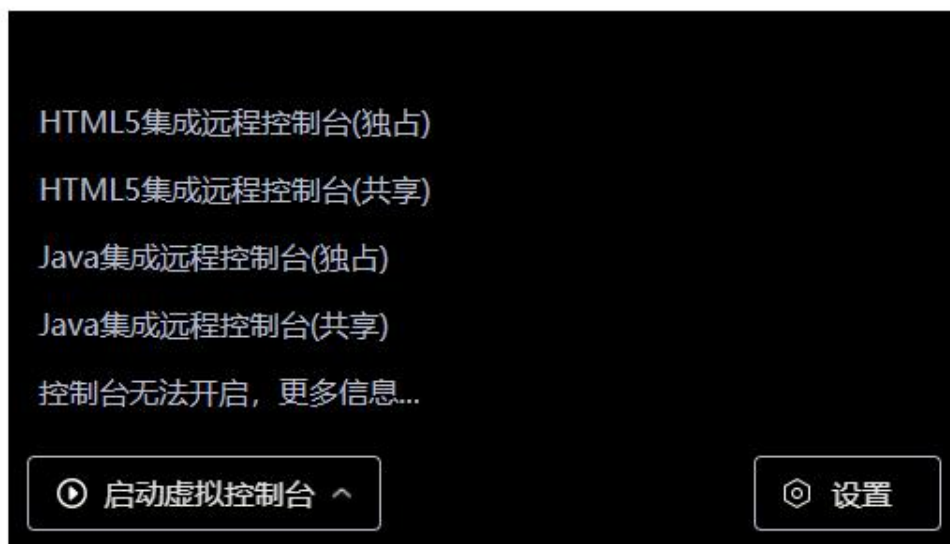 HTML5集成远程控制台(独占)
HTML5集成远程控制台(共享)
Java集成远程控制台(独占)
Java集成远程控制台(共享)
控制台无法开启，更多信息...
启动虚拟控制台
设置